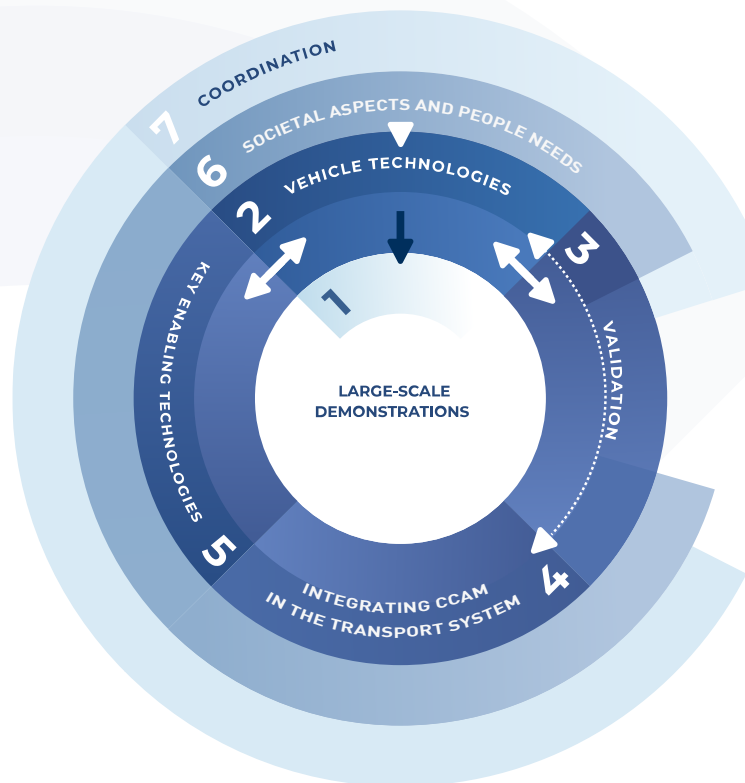 7
COORDINATION
6
SOCIETAL ASPECTS AND PEOPLE NEEDS
2
VEHICLE TECHNOLOGIES
3
VALIDATION
1
LARGE-SCALE
DEMONSTRATIONS
KEY ENABLING TECHNOLOGIES
5
4
INTEGRATING CCAM
IN THE TRANSPORT SYSTEM